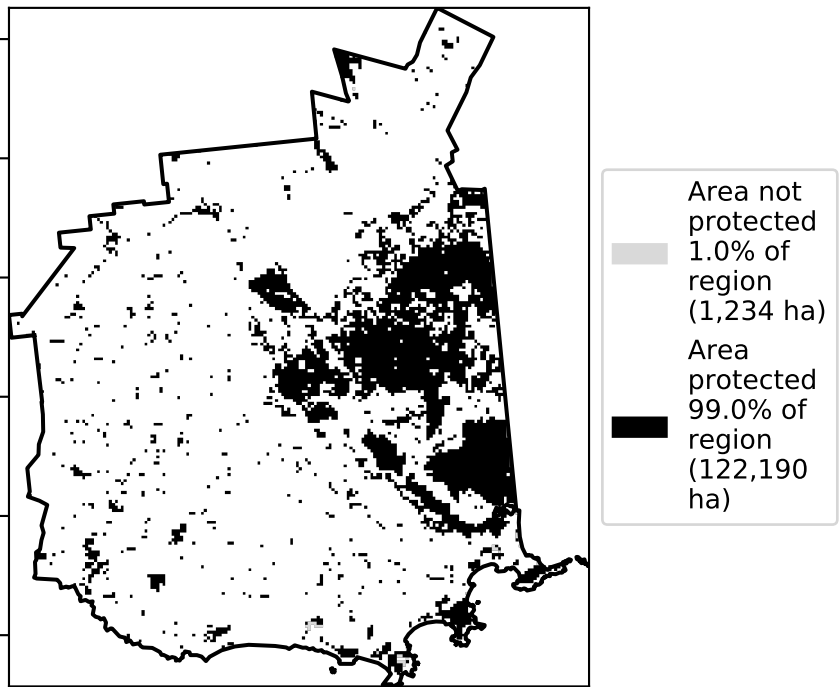 Area not
protected
1.0% of
region
(1,234 ha)
Area
protected
99.0% of
region
(122,190
ha)